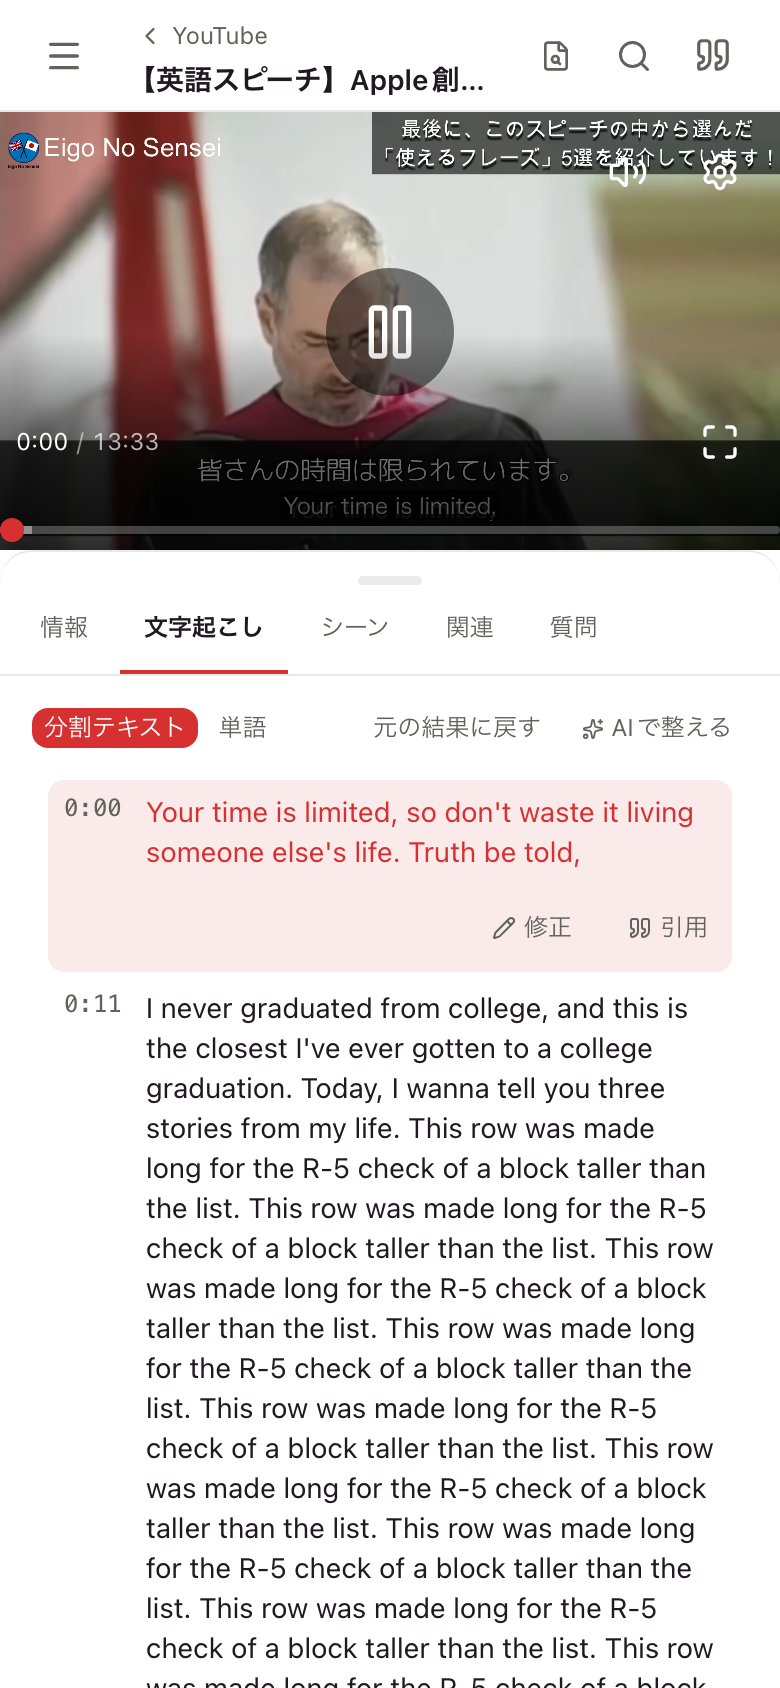 YouTube
【英語スピーチ】Apple創...
Eigo No Sensei
最後に、このスピーチの中から選んだ
「使えるフレーズ」5選を紹介しています！
0:00 / 13:33
皆さんの時間は限られています。
Your time is limited,
情報 文字起こし シーン 関連 質問
分割テキスト 単語 元の結果に戻す AIで整える
0:00 Your time is limited, so don't waste it living
someone else's life. Truth be told,
修正 引用
0:11 I never graduated from college, and this is
the closest I've ever gotten to a college
graduation. Today, I wanna tell you three
stories from my life. This row was made
long for the R-5 check of a block taller than
the list. This row was made long for the R-5
check of a block taller than the list. This row
was made long for the R-5 check of a block
taller than the list. This row was made long
for the R-5 check of a block taller than the
list. This row was made long for the R-5
check of a block taller than the list. This row
was made long for the R-5 check of a block
taller than the list. This row was made long
for the R-5 check of a block taller than the
list. This row was made long for the R-5
check of a block taller than the list. This row
was made long for the R-5 check of a block